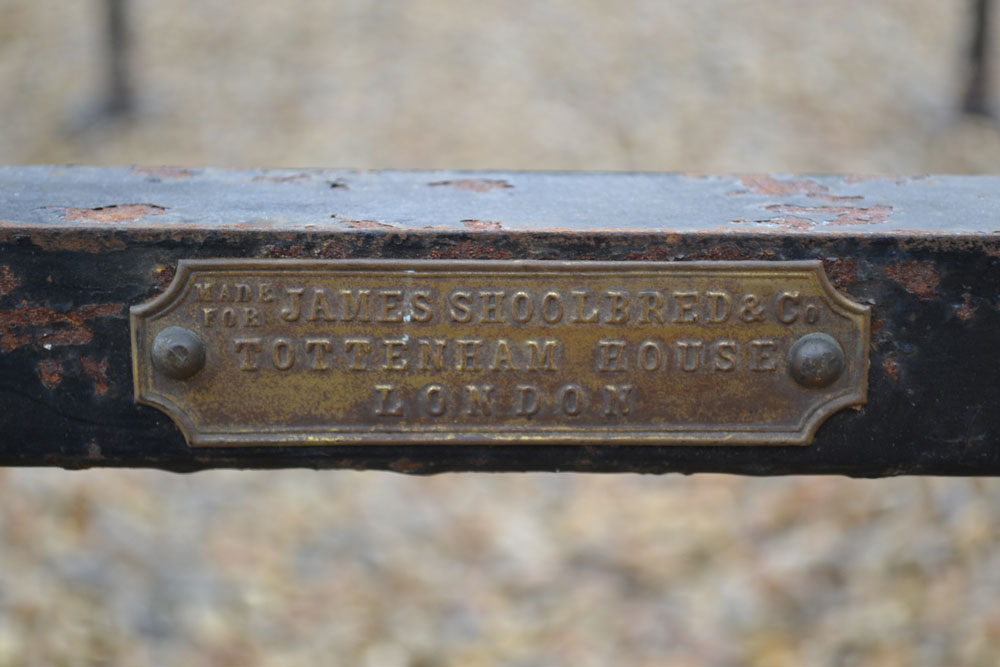 MADE FOR JAMES SHOOLBRED & Co
TOTTENHAM HOUSE
LONDON